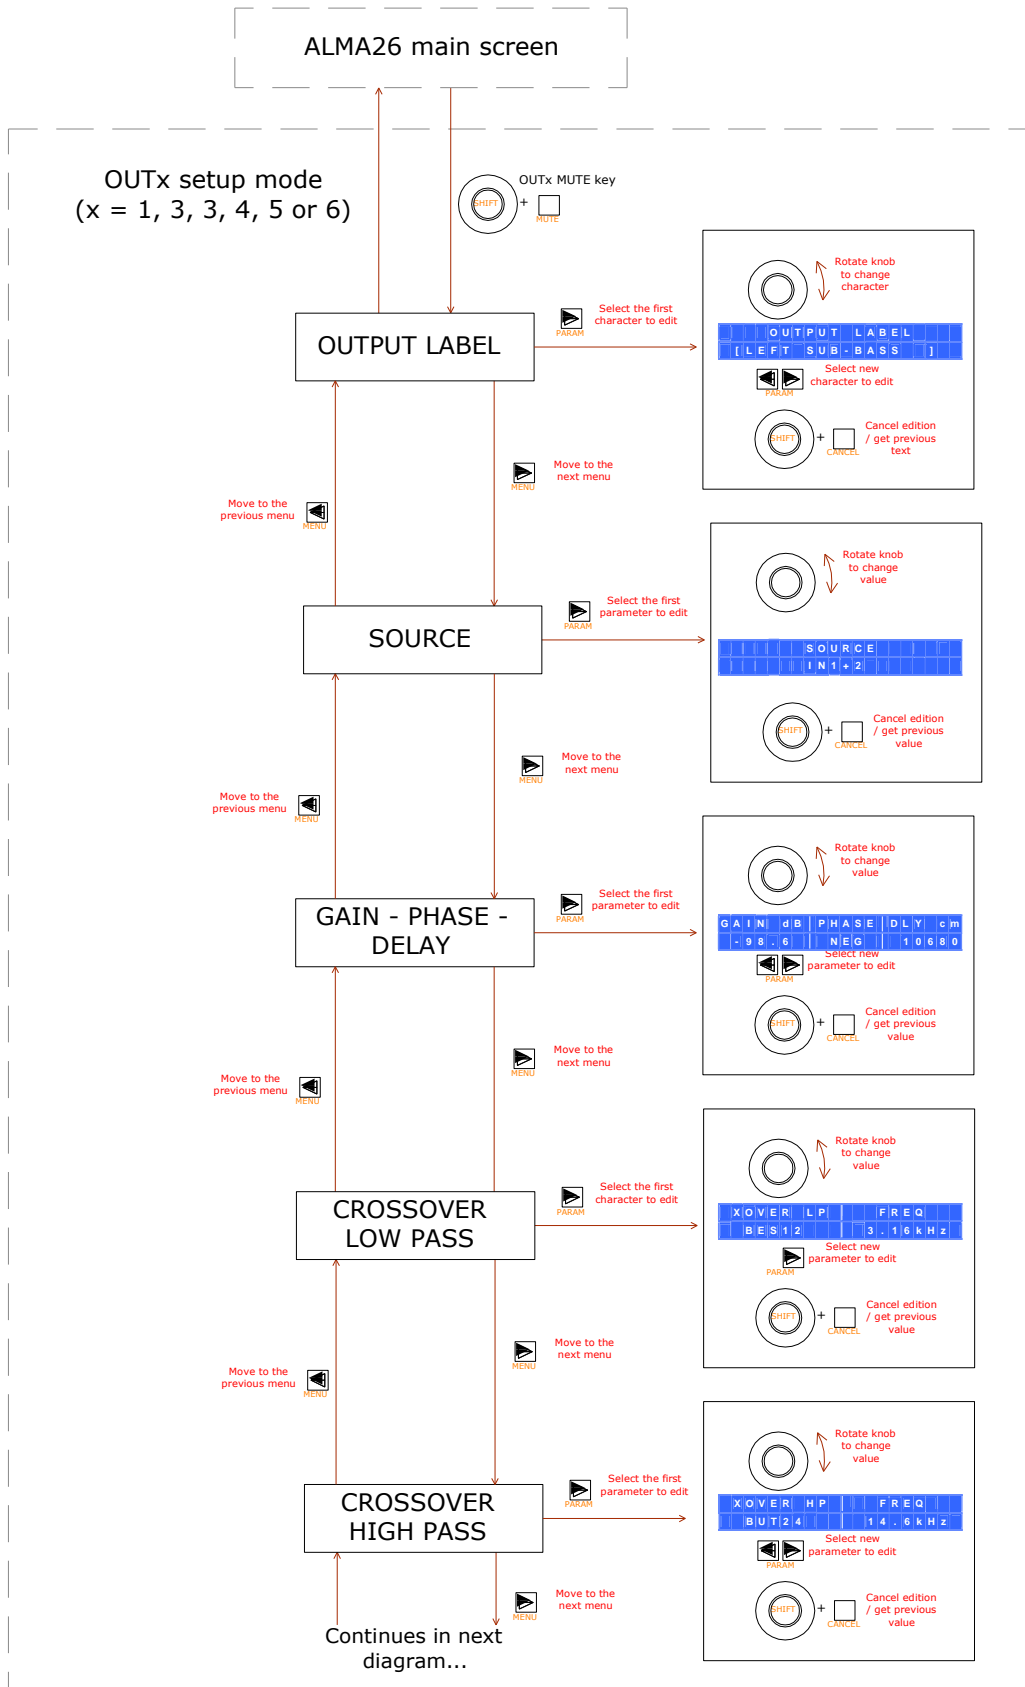 ALMA26 main screen
OUTx setup mode
(x = 1, 3, 3, 4, 5 or 6)
OUTx MUTE key
SHIFT
+
MUTE
OUTPUT LABEL
Select the first
character to edit
PARAM
Rotate knob
to change
character
OUTPUT LABEL
[LEFT SUB-BASS ]
Select new
character to edit
PARAM
SHIFT
+
CANCEL
Cancel edition
/ get previous
text
Move to the
next menu
MENU
Move to the
previous menu
MENU
SOURCE
Select the first
parameter to edit
PARAM
Rotate knob
to change
value
SOURCE
IN1+2
SHIFT
+
CANCEL
Cancel edition
/ get previous
value
Move to the
next menu
MENU
Move to the
previous menu
MENU
GAIN - PHASE -
DELAY
Select the first
parameter to edit
PARAM
Rotate knob
to change
value
GAIN dB|PHASE|DLY cm
-98.6 NEG 10680
Select new
parameter to edit
PARAM
SHIFT
+
CANCEL
Cancel edition
/ get previous
value
Move to the
next menu
MENU
Move to the
previous menu
MENU
CROSSOVER
LOW PASS
Select the first
character to edit
PARAM
Rotate knob
to change
value
XOVER LP| FREQ
BES12 | 3.16kHz
Select new
parameter to edit
PARAM
SHIFT
+
CANCEL
Cancel edition
/ get previous
value
Move to the
next menu
MENU
Move to the
previous menu
MENU
CROSSOVER
HIGH PASS
Select the first
parameter to edit
PARAM
Rotate knob
to change
value
XOVER HP| FREQ
BUT24 | 14.6kHz
Select new
parameter to edit
PARAM
SHIFT
+
CANCEL
Cancel edition
/ get previous
value
Move to the
next menu
MENU
Continues in next
diagram...